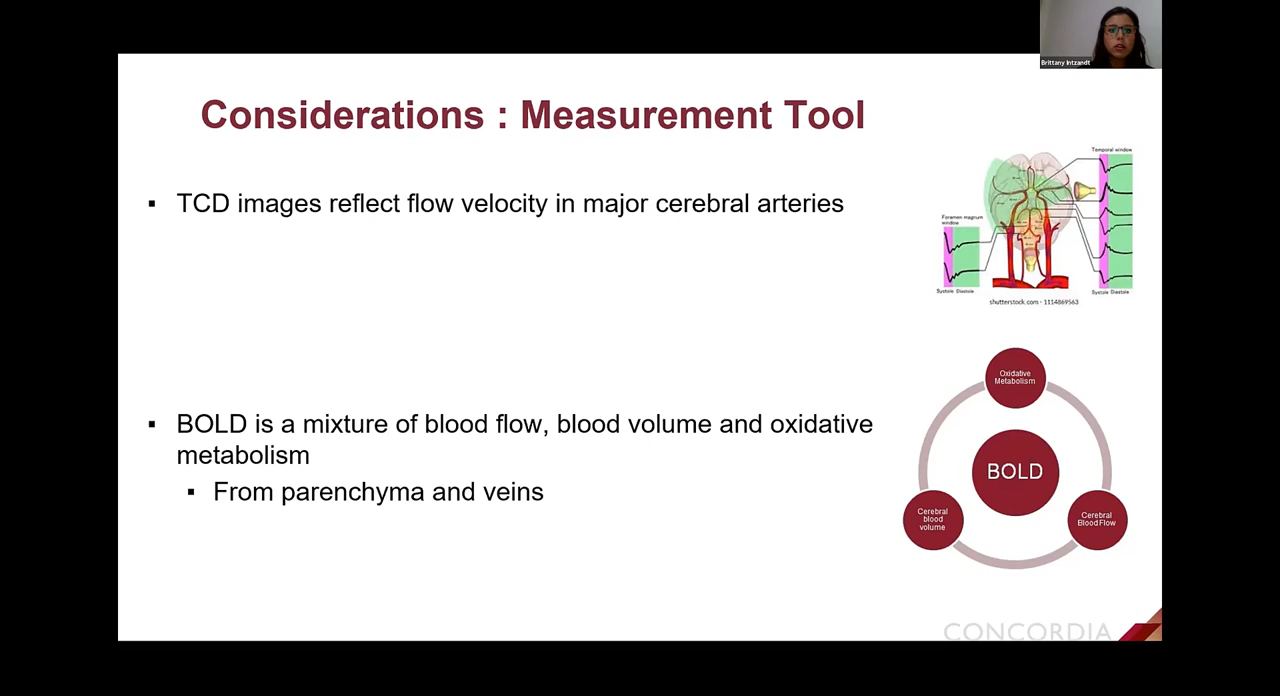 Brittany Intzandt
Considerations : Measurement Tool
▪ TCD images reflect flow velocity in major cerebral arteries
Temporal window
Foramen magnum
window
Systole Diastole
Systole Diastole
shutterstock.com · 1114869563
▪ BOLD is a mixture of blood flow, blood volume and oxidative
metabolism
▪ From parenchyma and veins
Oxidative
Metabolism
BOLD
Cerebral
blood
volume
Cerebral
Blood Flow
CONCORDIA